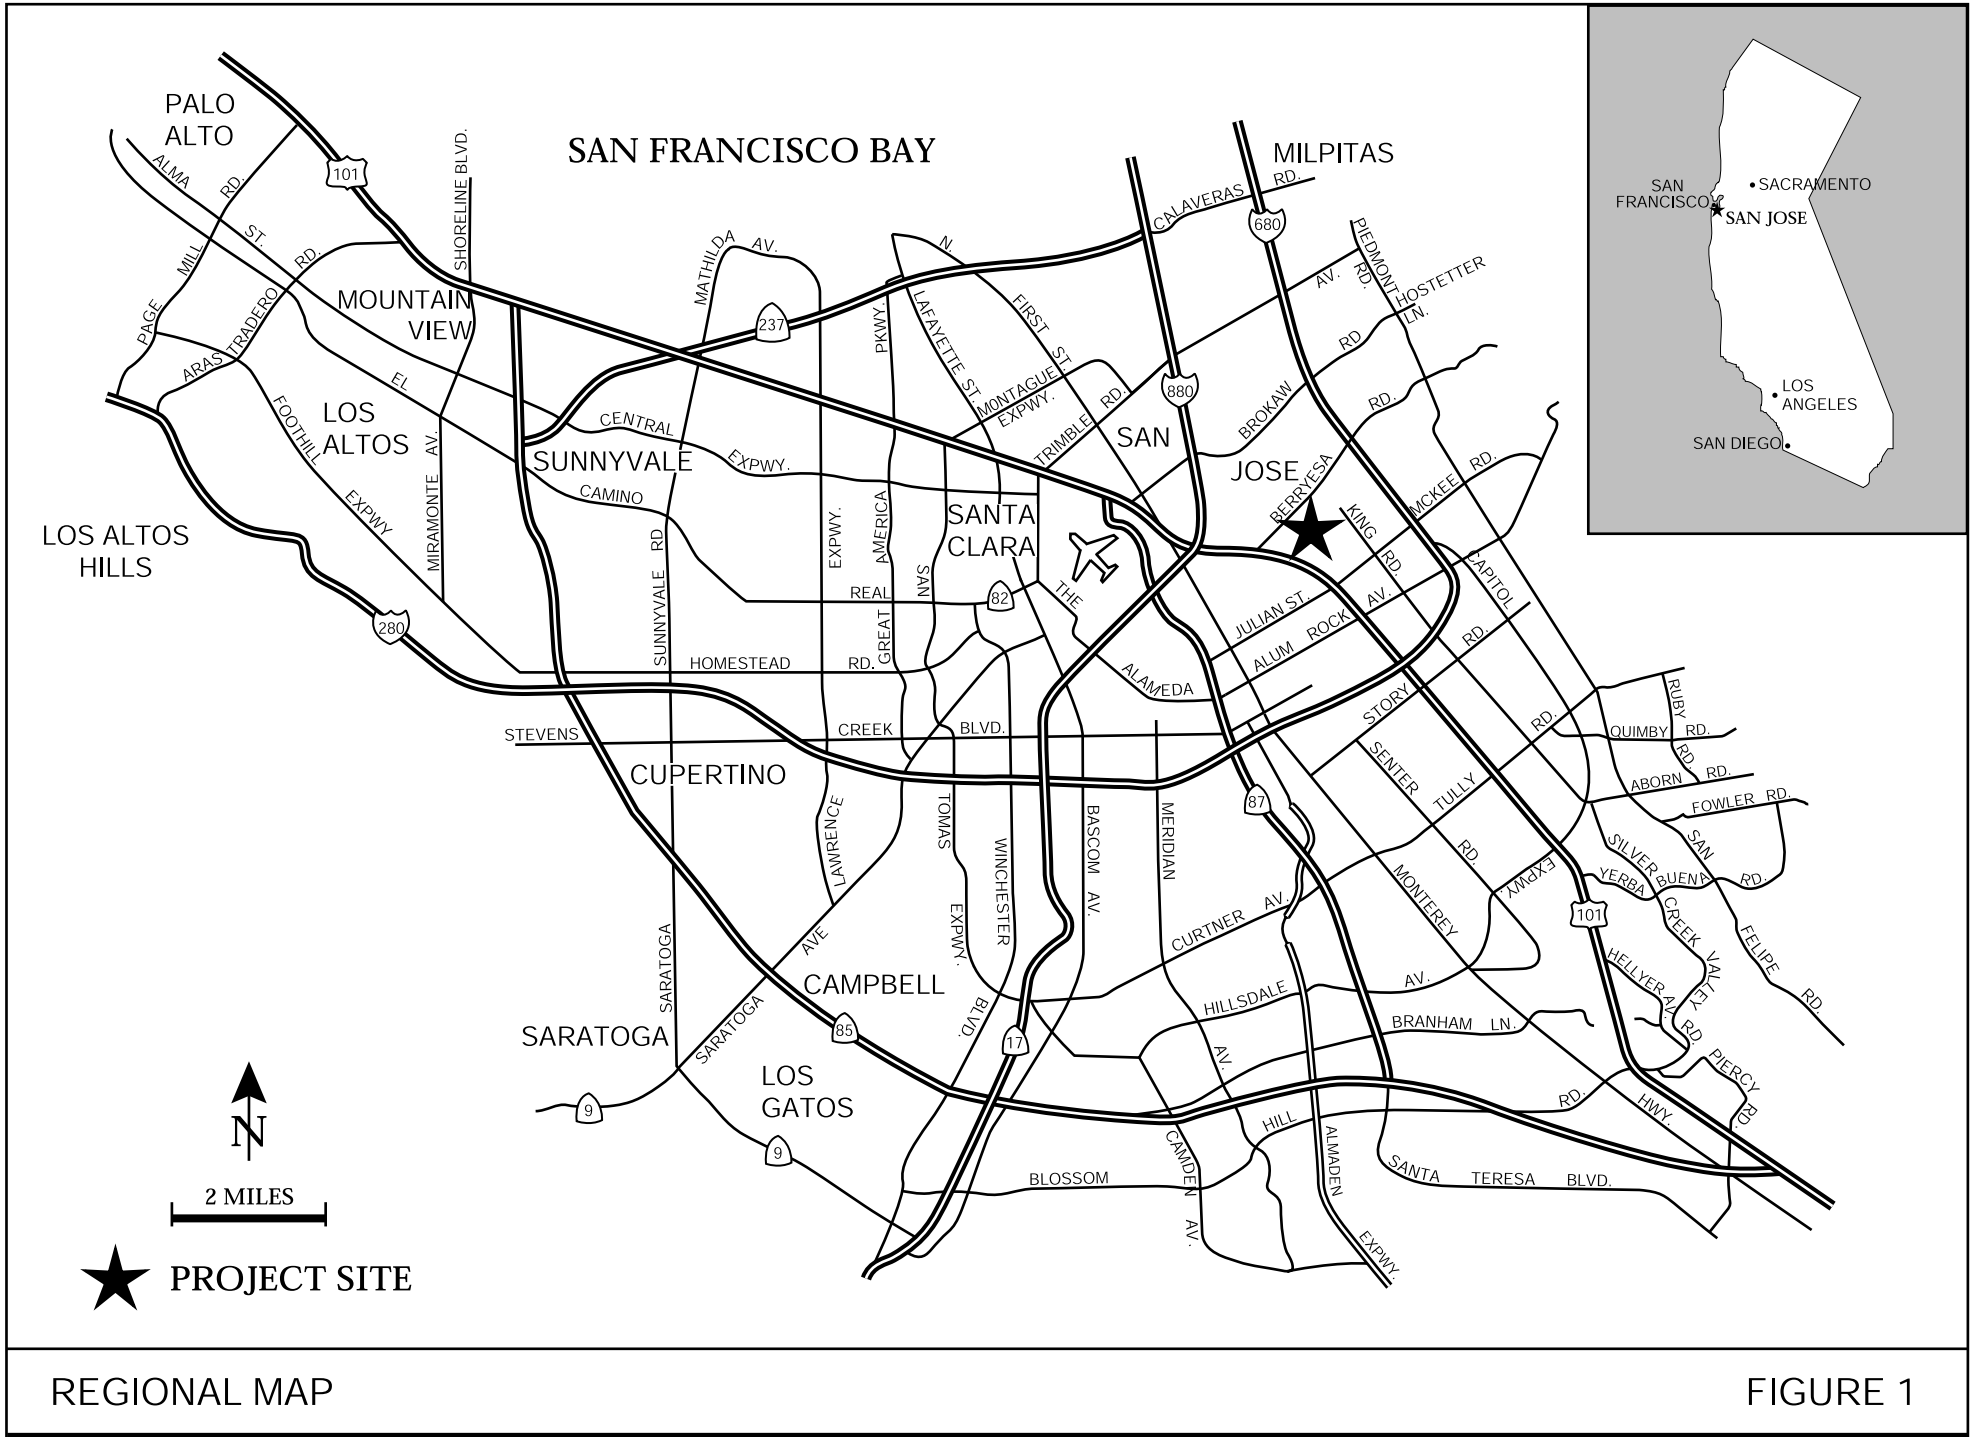 PALO
ALTO
SAN FRANCISCO BAY
MILPITAS
SAN
FRANCISCO
SACRAMENTO
SAN JOSE
LOS
ANGELES
SAN DIEGO
101
ALMA
ST.
PAGE
MILL
RD.
SHORELINE BLVD.
MATHILDA
AV.
N.
FIRST
ST.
CALAVERAS
RD.
680
PIEDMONT
RD.
HOSTETTER
LN.
ARASTRADERO
RD.
MOUNTAIN
VIEW
237
PKWY.
LAFAYETTE ST.
MONTAGUE
EXPWY.
TRIMBLE
RD.
AV.
880
BROKAW
RD
BERRYESA
RD.
EL
CAMINO
REAL
FOOTHILL
EXPWY
LOS
ALTOS
MIRAMONTE
AV.
SUNNYVALE
CENTRAL
EXPWY.
SAN
JOSE
LOS ALTOS
HILLS
SANTA
CLARA
KING
RD.
MCKEE
RD.
CAPITOL
EXPWY.
SUNNYVALE
RD
EXPWY.
GREAT
AMERICA
SAN
82
THE
ALAMEDA
JULIAN ST.
ALUM
ROCK
AV.
RD.
STORY
280
HOMESTEAD
RD.
STEVENS
CREEK
BLVD.
CUPERTINO
LAWRENCE
TOMAS
EXPWY.
WINCHESTER
BLVD.
BASCOM
AV.
MERIDIAN
AV.
87
SENTER
RD.
TULLY
RD.
RUBY
RD.
QUIMBY
RD.
ABORN
RD.
FOWLER
RD.
SAN
FELIPE
RD.
SILVER
CREEK
VALLEY
RD.
YERBA
BUENA
RD.
101
MONTEREY
HWY.
CURTNER
AV.
HELLYER
AV.
SARATOGA
SARATOGA
AVE
CAMPBELL
HILLSDALE
AV.
BRANHAM
LN.
SARATOGA
85
17
PIERCY
RD.
LOS
GATOS
9
9
BLOSSOM
HILL
RD.
CAMDEN
AV.
ALMADEN
EXPWY.
SANTA
TERESA
BLVD.
N
2 MILES
PROJECT SITE
REGIONAL MAP
FIGURE 1